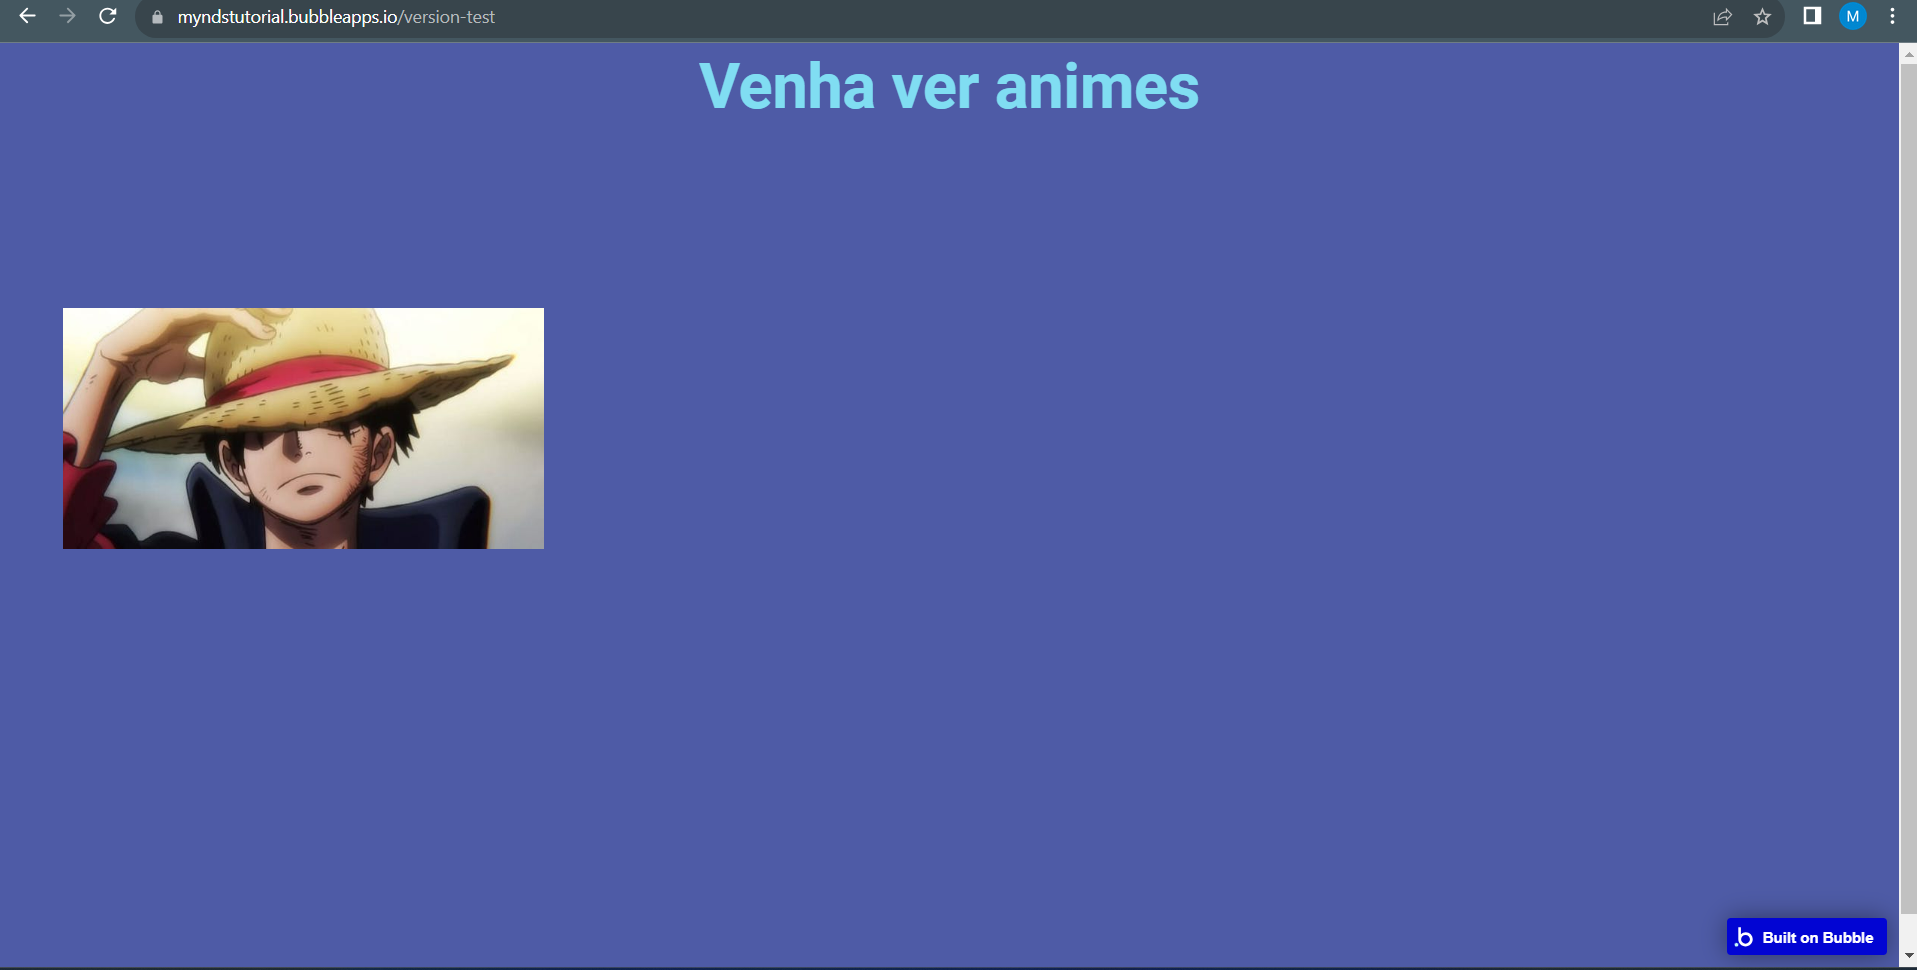 myndstutorial.bubbleapps.io/version-test
M
Venha ver animes
Built on Bubble